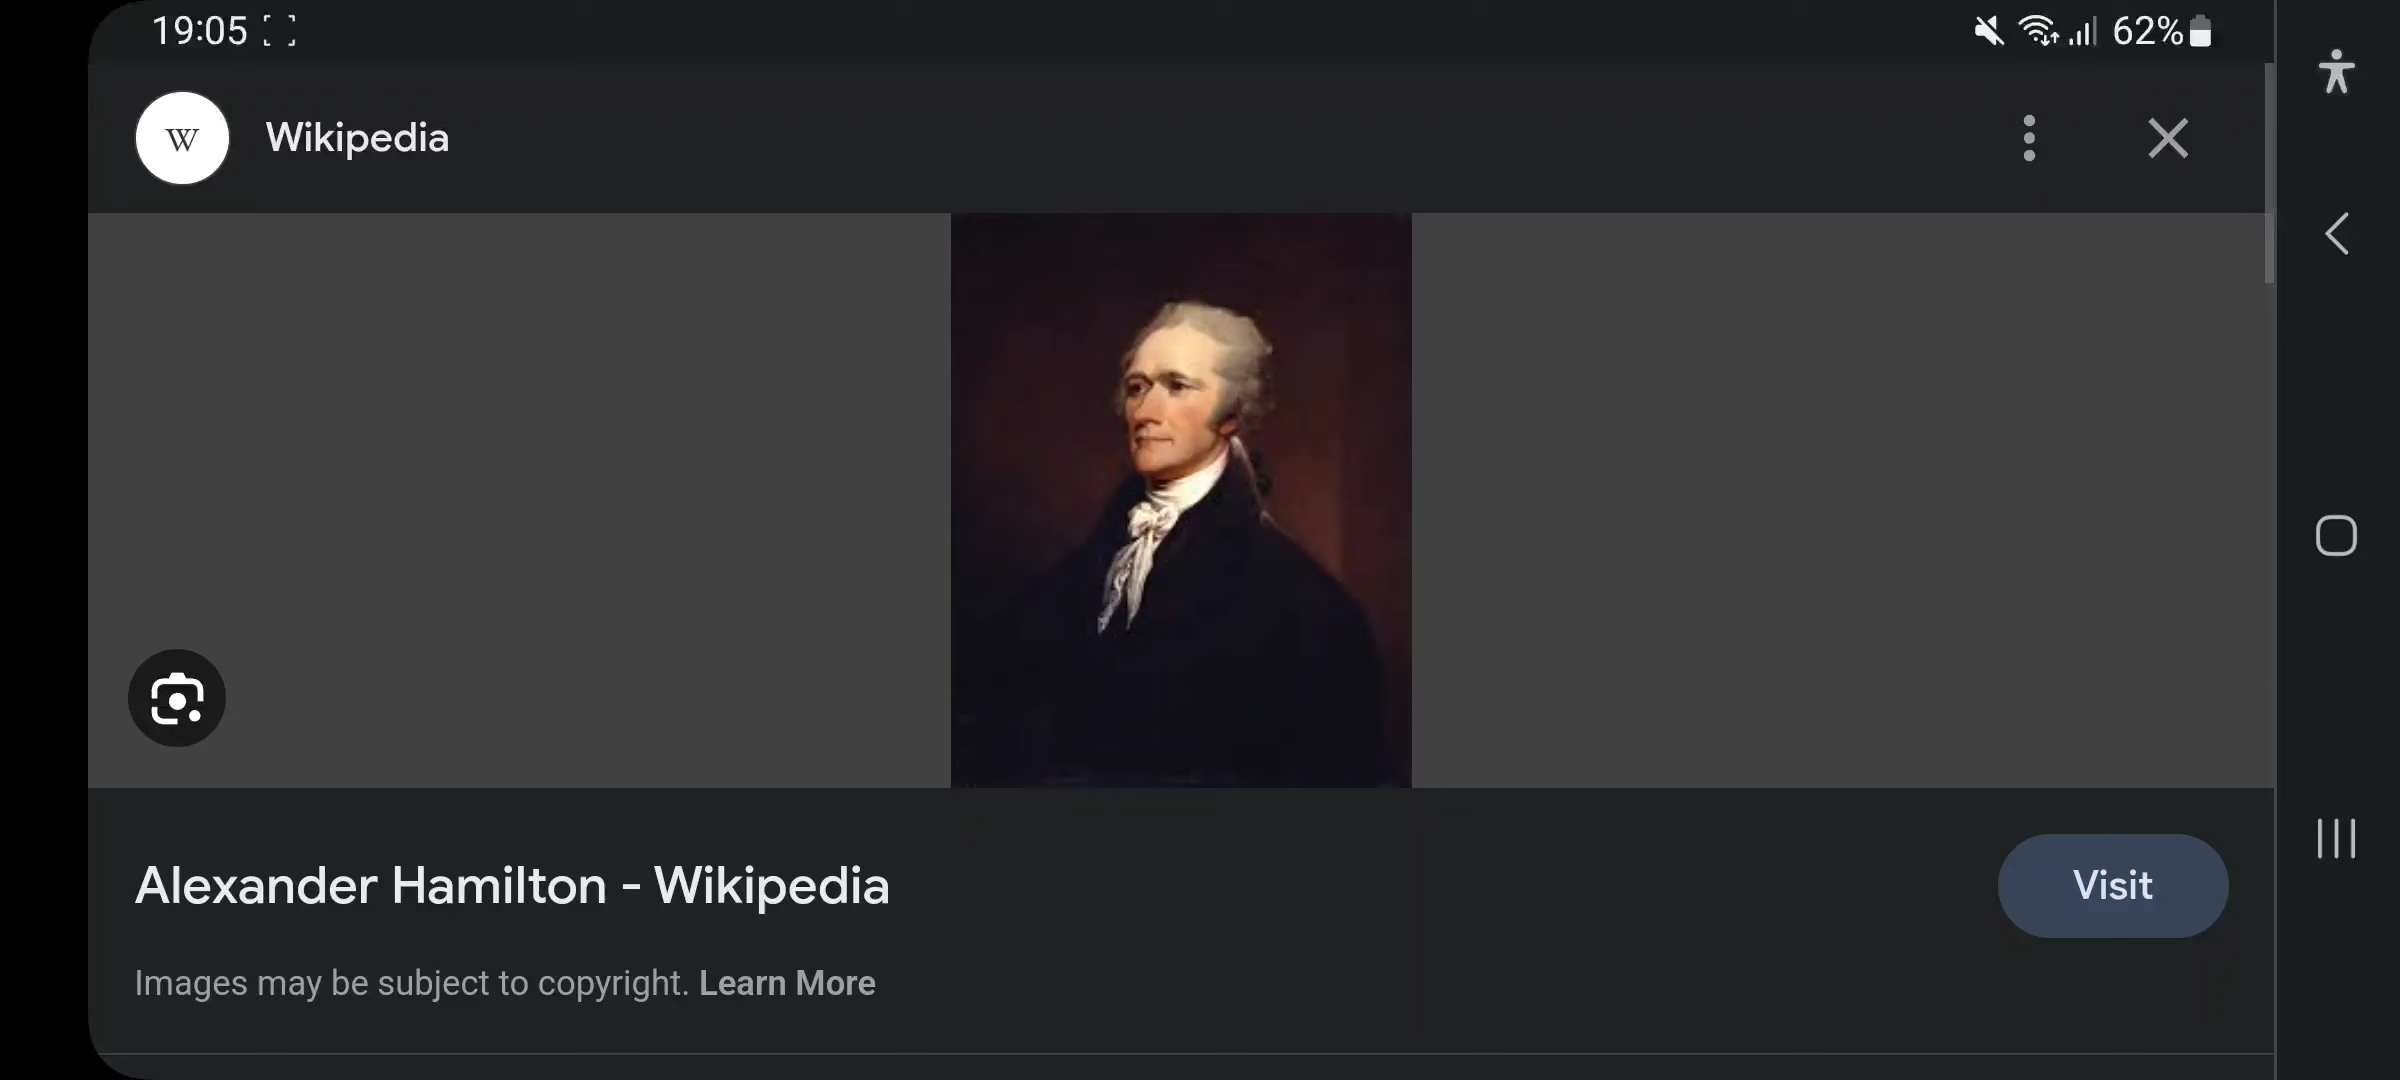 19:05 62%
W Wikipedia
Alexander Hamilton - Wikipedia
Visit
Images may be subject to copyright. Learn More